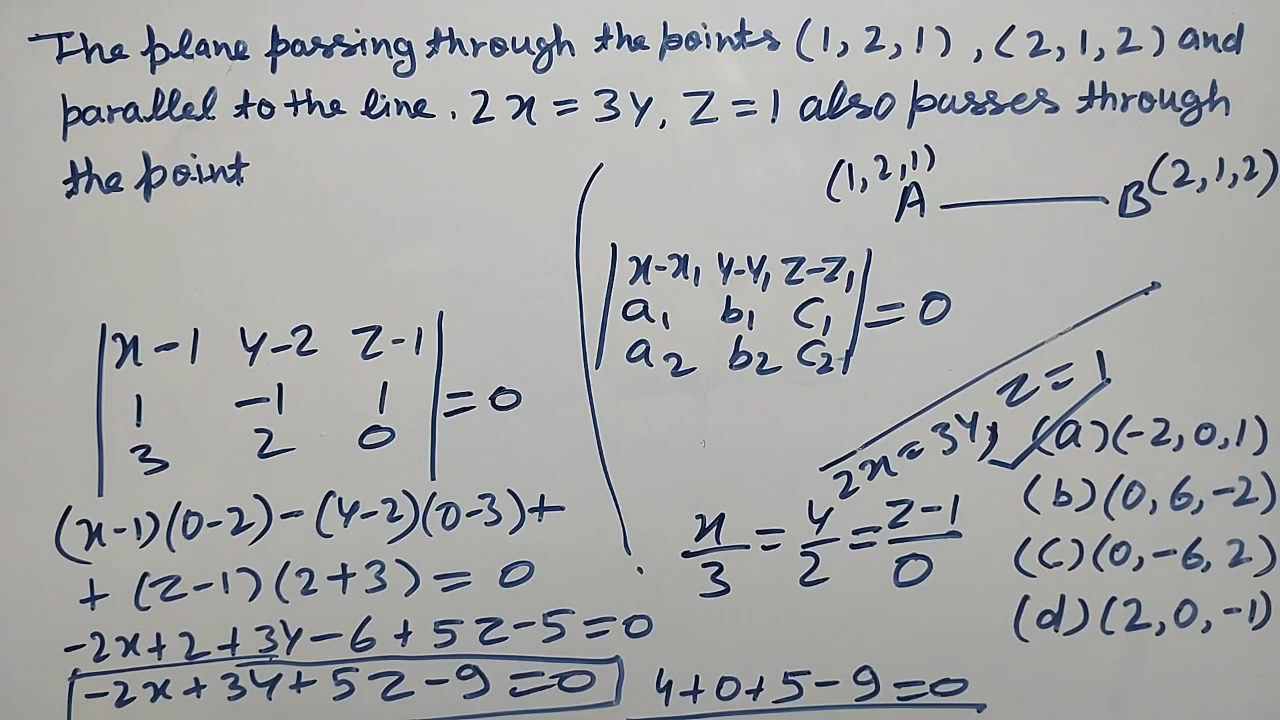 The plane passing through the points (1, 2, 1), (2, 1, 2) and
parallel to the line. 2x = 3y, z = 1 also passes through
the point
(1, 2, 1) A B (2, 1, 2)
| x-x₁ y-y₁ z-z₁ |
| a₁ b₁ c₁ | = 0
| a₂ b₂ c₂ |
2x = 3y, z = 1
x/3 = y/2 = z-1/0
(a) (-2, 0, 1)
(b) (0, 6, -2)
(c) (0, -6, 2)
(d) (2, 0, -1)
| x-1 y-2 z-1 |
| 1 -1 1 | = 0
| 3 2 0 |
(x-1)(0-2) - (y-2)(0-3) +
+ (z-1)(2+3) = 0
-2x + 2 + 3y - 6 + 5z - 5 = 0
-2x + 3y + 5z - 9 = 0
4 + 0 + 5 - 9 = 0